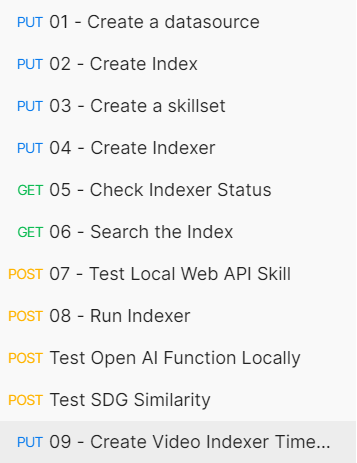 PUT 01 - Create a datasource
PUT 02 - Create Index
PUT 03 - Create a skillset
PUT 04 - Create Indexer
GET 05 - Check Indexer Status
GET 06 - Search the Index
POST 07 - Test Local Web API Skill
POST 08 - Run Indexer
POST Test Open AI Function Locally
POST Test SDG Similarity
PUT 09 - Create Video Indexer Time...